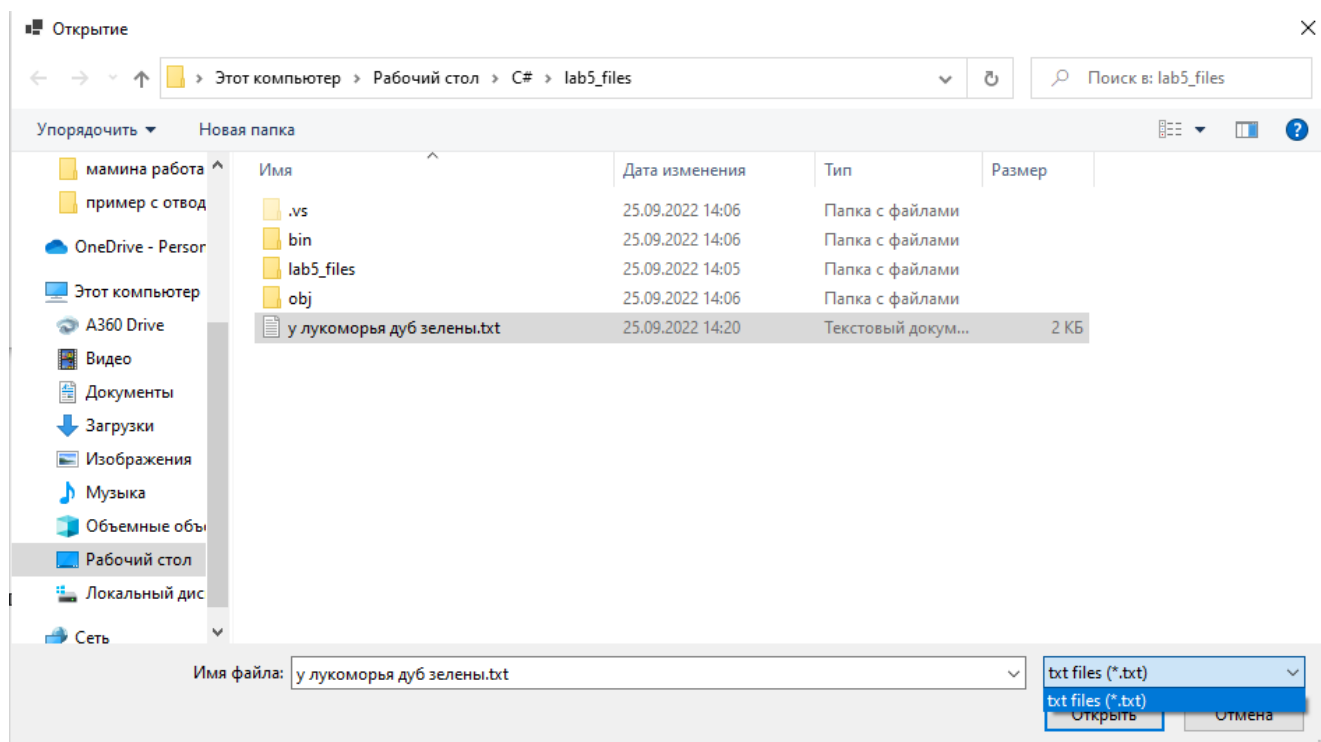 Открытие
Этот компьютер › Рабочий стол › C# › lab5_files
Поиск в: lab5_files
Упорядочить
Новая папка
мамина работа
пример с отвод
OneDrive - Person
Этот компьютер
A360 Drive
Видео
Документы
Загрузки
Изображения
Музыка
Объемные объ
Рабочий стол
Локальный дис
Сеть
Имя Дата изменения Тип Размер
.vs 25.09.2022 14:06 Папка с файлами
bin 25.09.2022 14:06 Папка с файлами
lab5_files 25.09.2022 14:05 Папка с файлами
obj 25.09.2022 14:06 Папка с файлами
у лукоморья дуб зелены.txt 25.09.2022 14:20 Текстовый докум... 2 КБ
Имя файла: у лукоморья дуб зелены.txt
txt files (*.txt)
txt files (*.txt)
Открыть Отмена